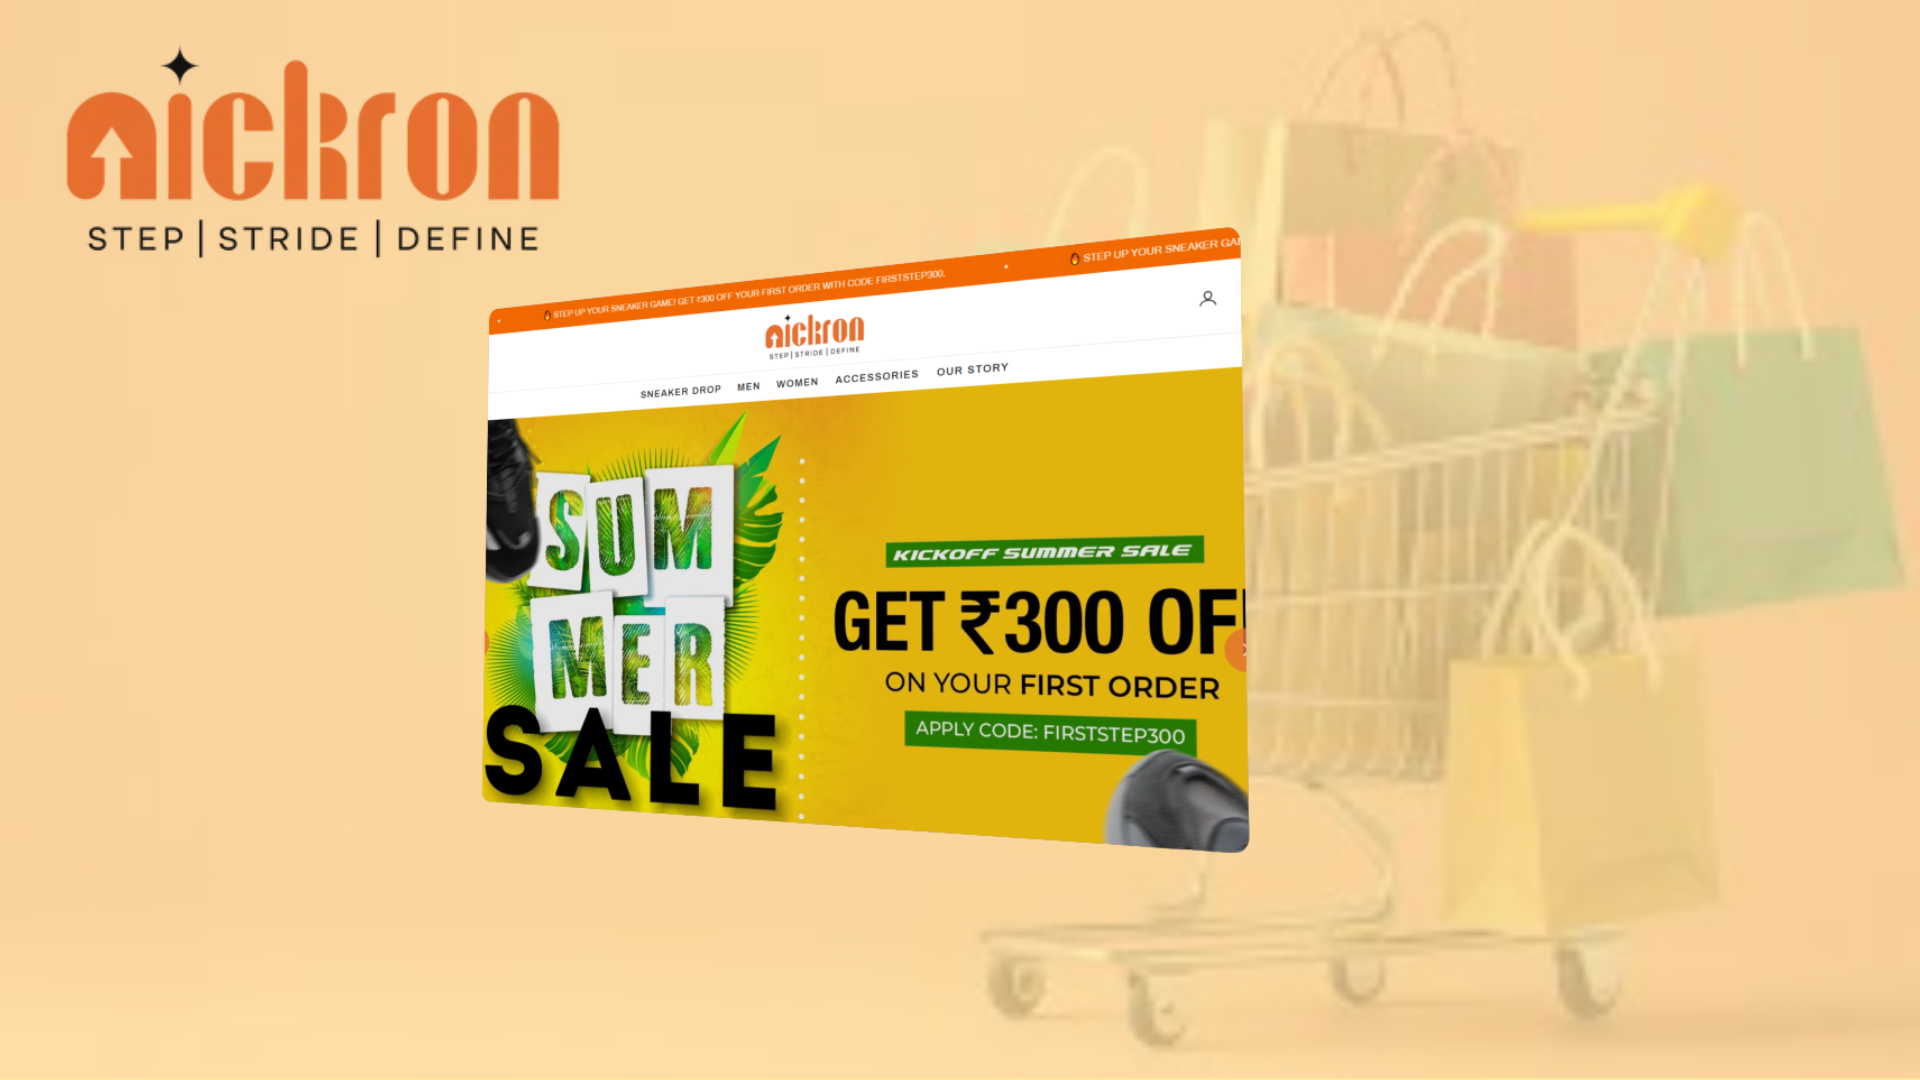 nickron
STEP | STRIDE | DEFINE
STEP UP YOUR SNEAKER GAME! GET ₹300 OFF YOUR FIRST ORDER WITH CODE FIRSTSTEP300. • STEP UP YOUR SNEAKER GA
nickron
STEP | STRIDE | DEFINE
SNEAKER DROP MEN WOMEN ACCESSORIES OUR STORY
SUM
MER
SALE
KICKOFF SUMMER SALE
GET ₹300 OF
ON YOUR FIRST ORDER
APPLY CODE: FIRSTSTEP300